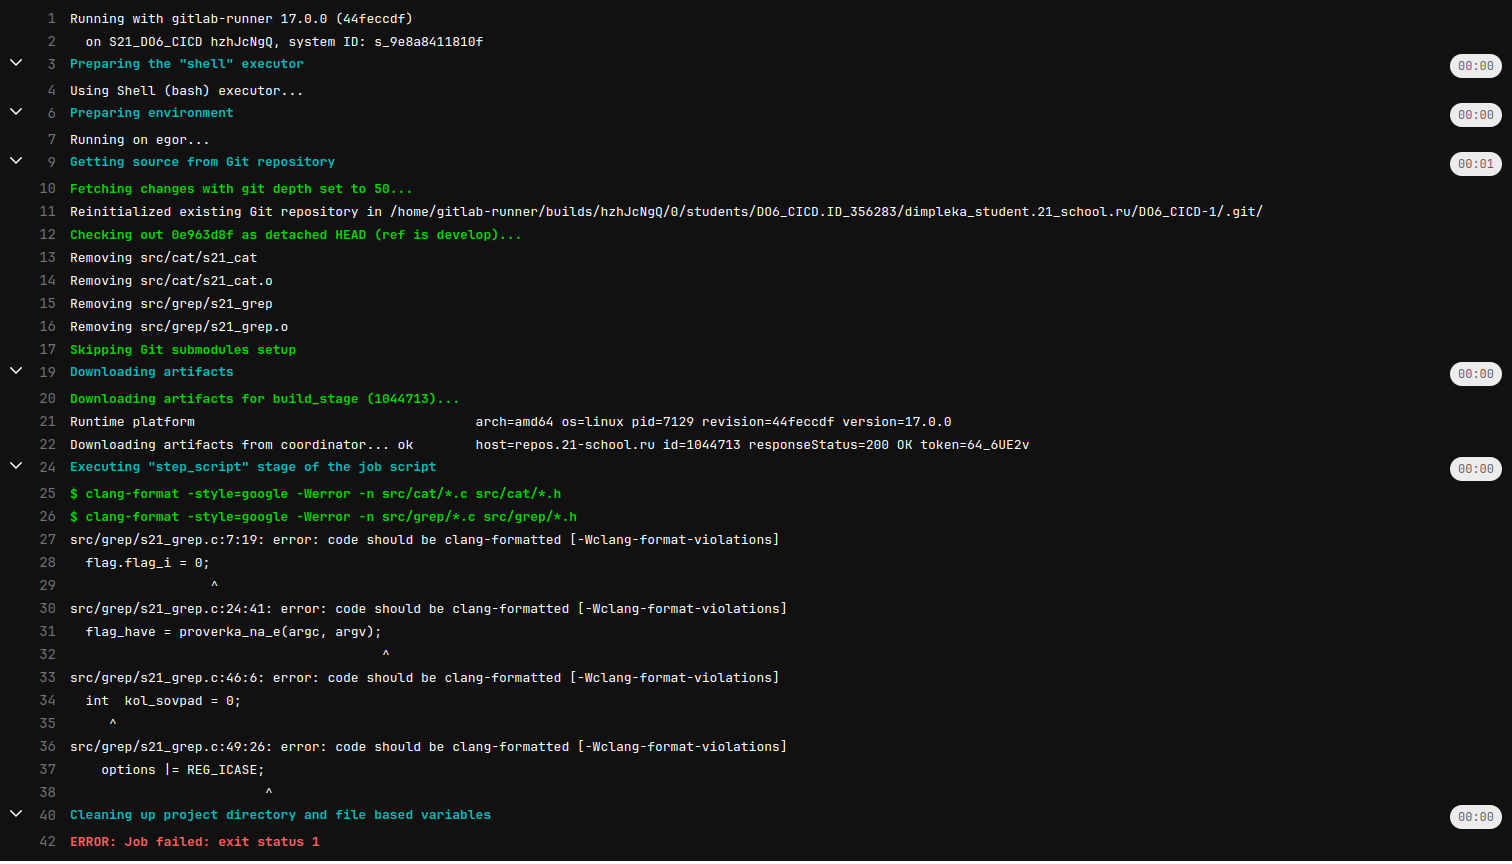 1 Running with gitlab-runner 17.0.0 (44feccdf)
2   on S21_DO6_CICD hzhJcNgQ, system ID: s_9e8a8411810f
3 Preparing the "shell" executor 00:00
4 Using Shell (bash) executor...
6 Preparing environment 00:00
7 Running on egor...
9 Getting source from Git repository 00:01
10 Fetching changes with git depth set to 50...
11 Reinitialized existing Git repository in /home/gitlab-runner/builds/hzhJcNgQ/0/students/DO6_CICD.ID_356283/dimpleka_student.21_school.ru/DO6_CICD-1/.git/
12 Checking out 0e963d8f as detached HEAD (ref is develop)...
13 Removing src/cat/s21_cat
14 Removing src/cat/s21_cat.o
15 Removing src/grep/s21_grep
16 Removing src/grep/s21_grep.o
17 Skipping Git submodules setup
19 Downloading artifacts 00:00
20 Downloading artifacts for build_stage (1044713)...
21 Runtime platform                                    arch=amd64 os=linux pid=7129 revision=44feccdf version=17.0.0
22 Downloading artifacts from coordinator... ok        host=repos.21-school.ru id=1044713 responseStatus=200 OK token=64_6UE2v
24 Executing "step_script" stage of the job script 00:00
25 $ clang-format -style=google -Werror -n src/cat/*.c src/cat/*.h
26 $ clang-format -style=google -Werror -n src/grep/*.c src/grep/*.h
27 src/grep/s21_grep.c:7:19: error: code should be clang-formatted [-Wclang-format-violations]
28   flag.flag_i = 0;
29                   ^
30 src/grep/s21_grep.c:24:41: error: code should be clang-formatted [-Wclang-format-violations]
31   flag_have = proverka_na_e(argc, argv);
32                                         ^
33 src/grep/s21_grep.c:46:6: error: code should be clang-formatted [-Wclang-format-violations]
34   int  kol_sovpad = 0;
35      ^
36 src/grep/s21_grep.c:49:26: error: code should be clang-formatted [-Wclang-format-violations]
37     options |= REG_ICASE;
38                          ^
40 Cleaning up project directory and file based variables 00:00
42 ERROR: Job failed: exit status 1